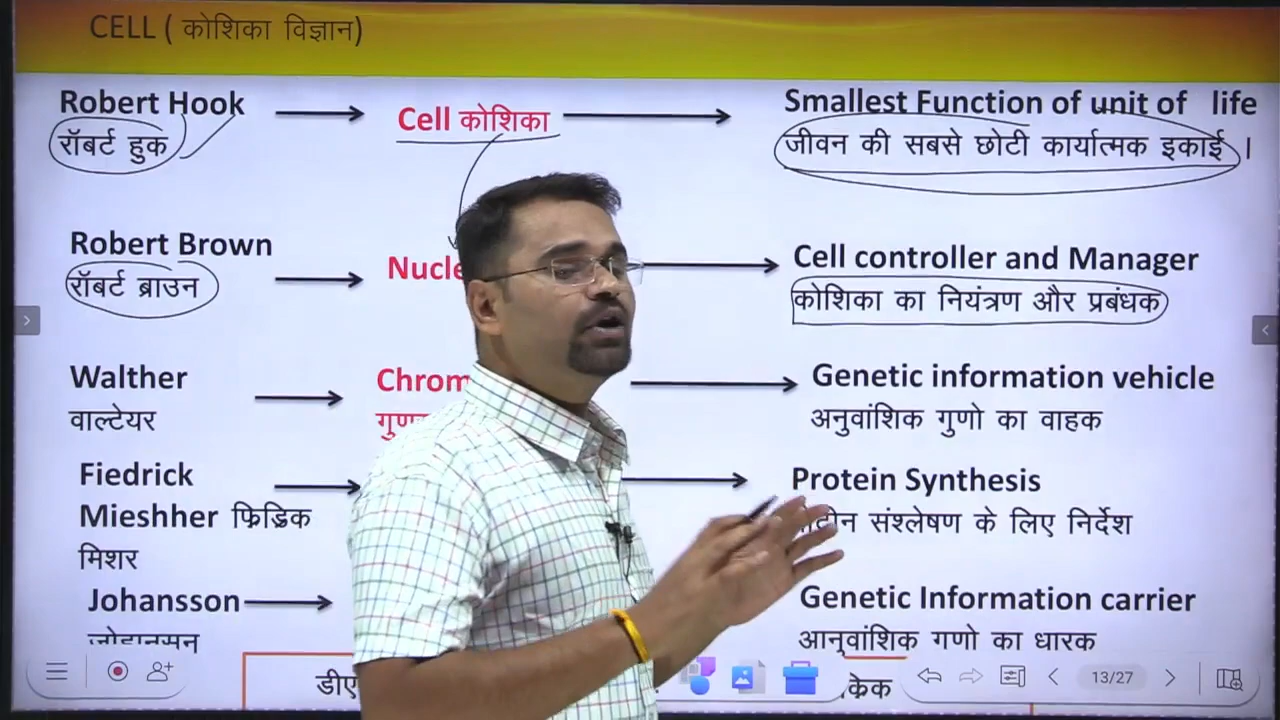 CELL ( कोशिका विज्ञान)
Robert Hook
रॉबर्ट हुक
Cell कोशिका
Smallest Function of unit of life
जीवन की सबसे छोटी कार्यात्मक इकाई ।
Robert Brown
रॉबर्ट ब्राउन
Cell controller and Manager
कोशिका का नियंत्रण और प्रबंधक
Walther
वाल्टेयर
Genetic information vehicle
अनुवांशिक गुणो का वाहक
Fiedrick
Mieshher फिड्रिक
मिशर
Protein Synthesis
संश्लेषण के लिए निर्देश
Johansson
जोहानसन
Genetic Information carrier
आनुवांशिक गणो का धारक
13/27